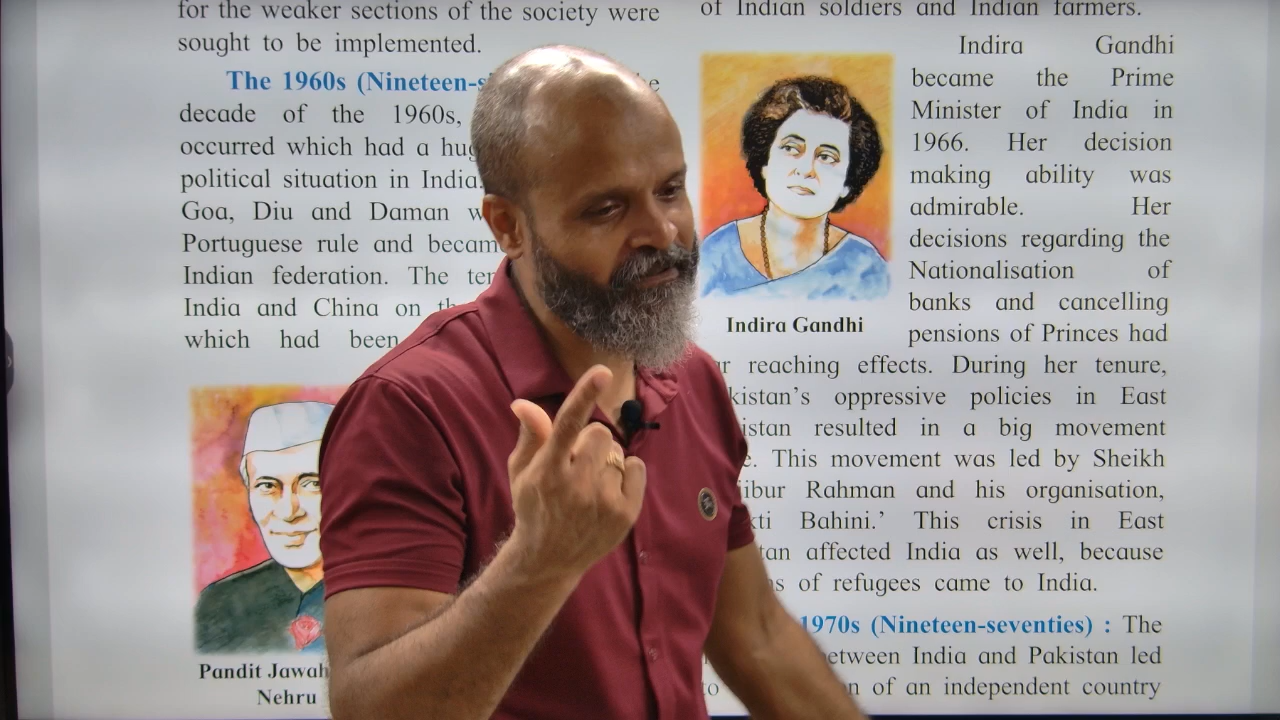 for the weaker sections of the society were
sought to be implemented.
The 1960s (Nineteen-s
decade of the 1960s,
occurred which had a hug
political situation in India.
Goa, Diu and Daman w
Portuguese rule and becam
Indian federation. The ter
India and China on th
which had been
Pandit Jawah
Nehru
of Indian soldiers and Indian farmers.
Indira Gandhi
became the Prime
Minister of India in
1966. Her decision
making ability was
admirable. Her
decisions regarding the
Nationalisation of
banks and cancelling
pensions of Princes had
Indira Gandhi
r reaching effects. During her tenure,
kistan's oppressive policies in East
istan resulted in a big movement
e. This movement was led by Sheikh
jibur Rahman and his organisation,
kti Bahini.' This crisis in East
tan affected India as well, because
s of refugees came to India.
1970s (Nineteen-seventies) : The
etween India and Pakistan led
to n of an independent country